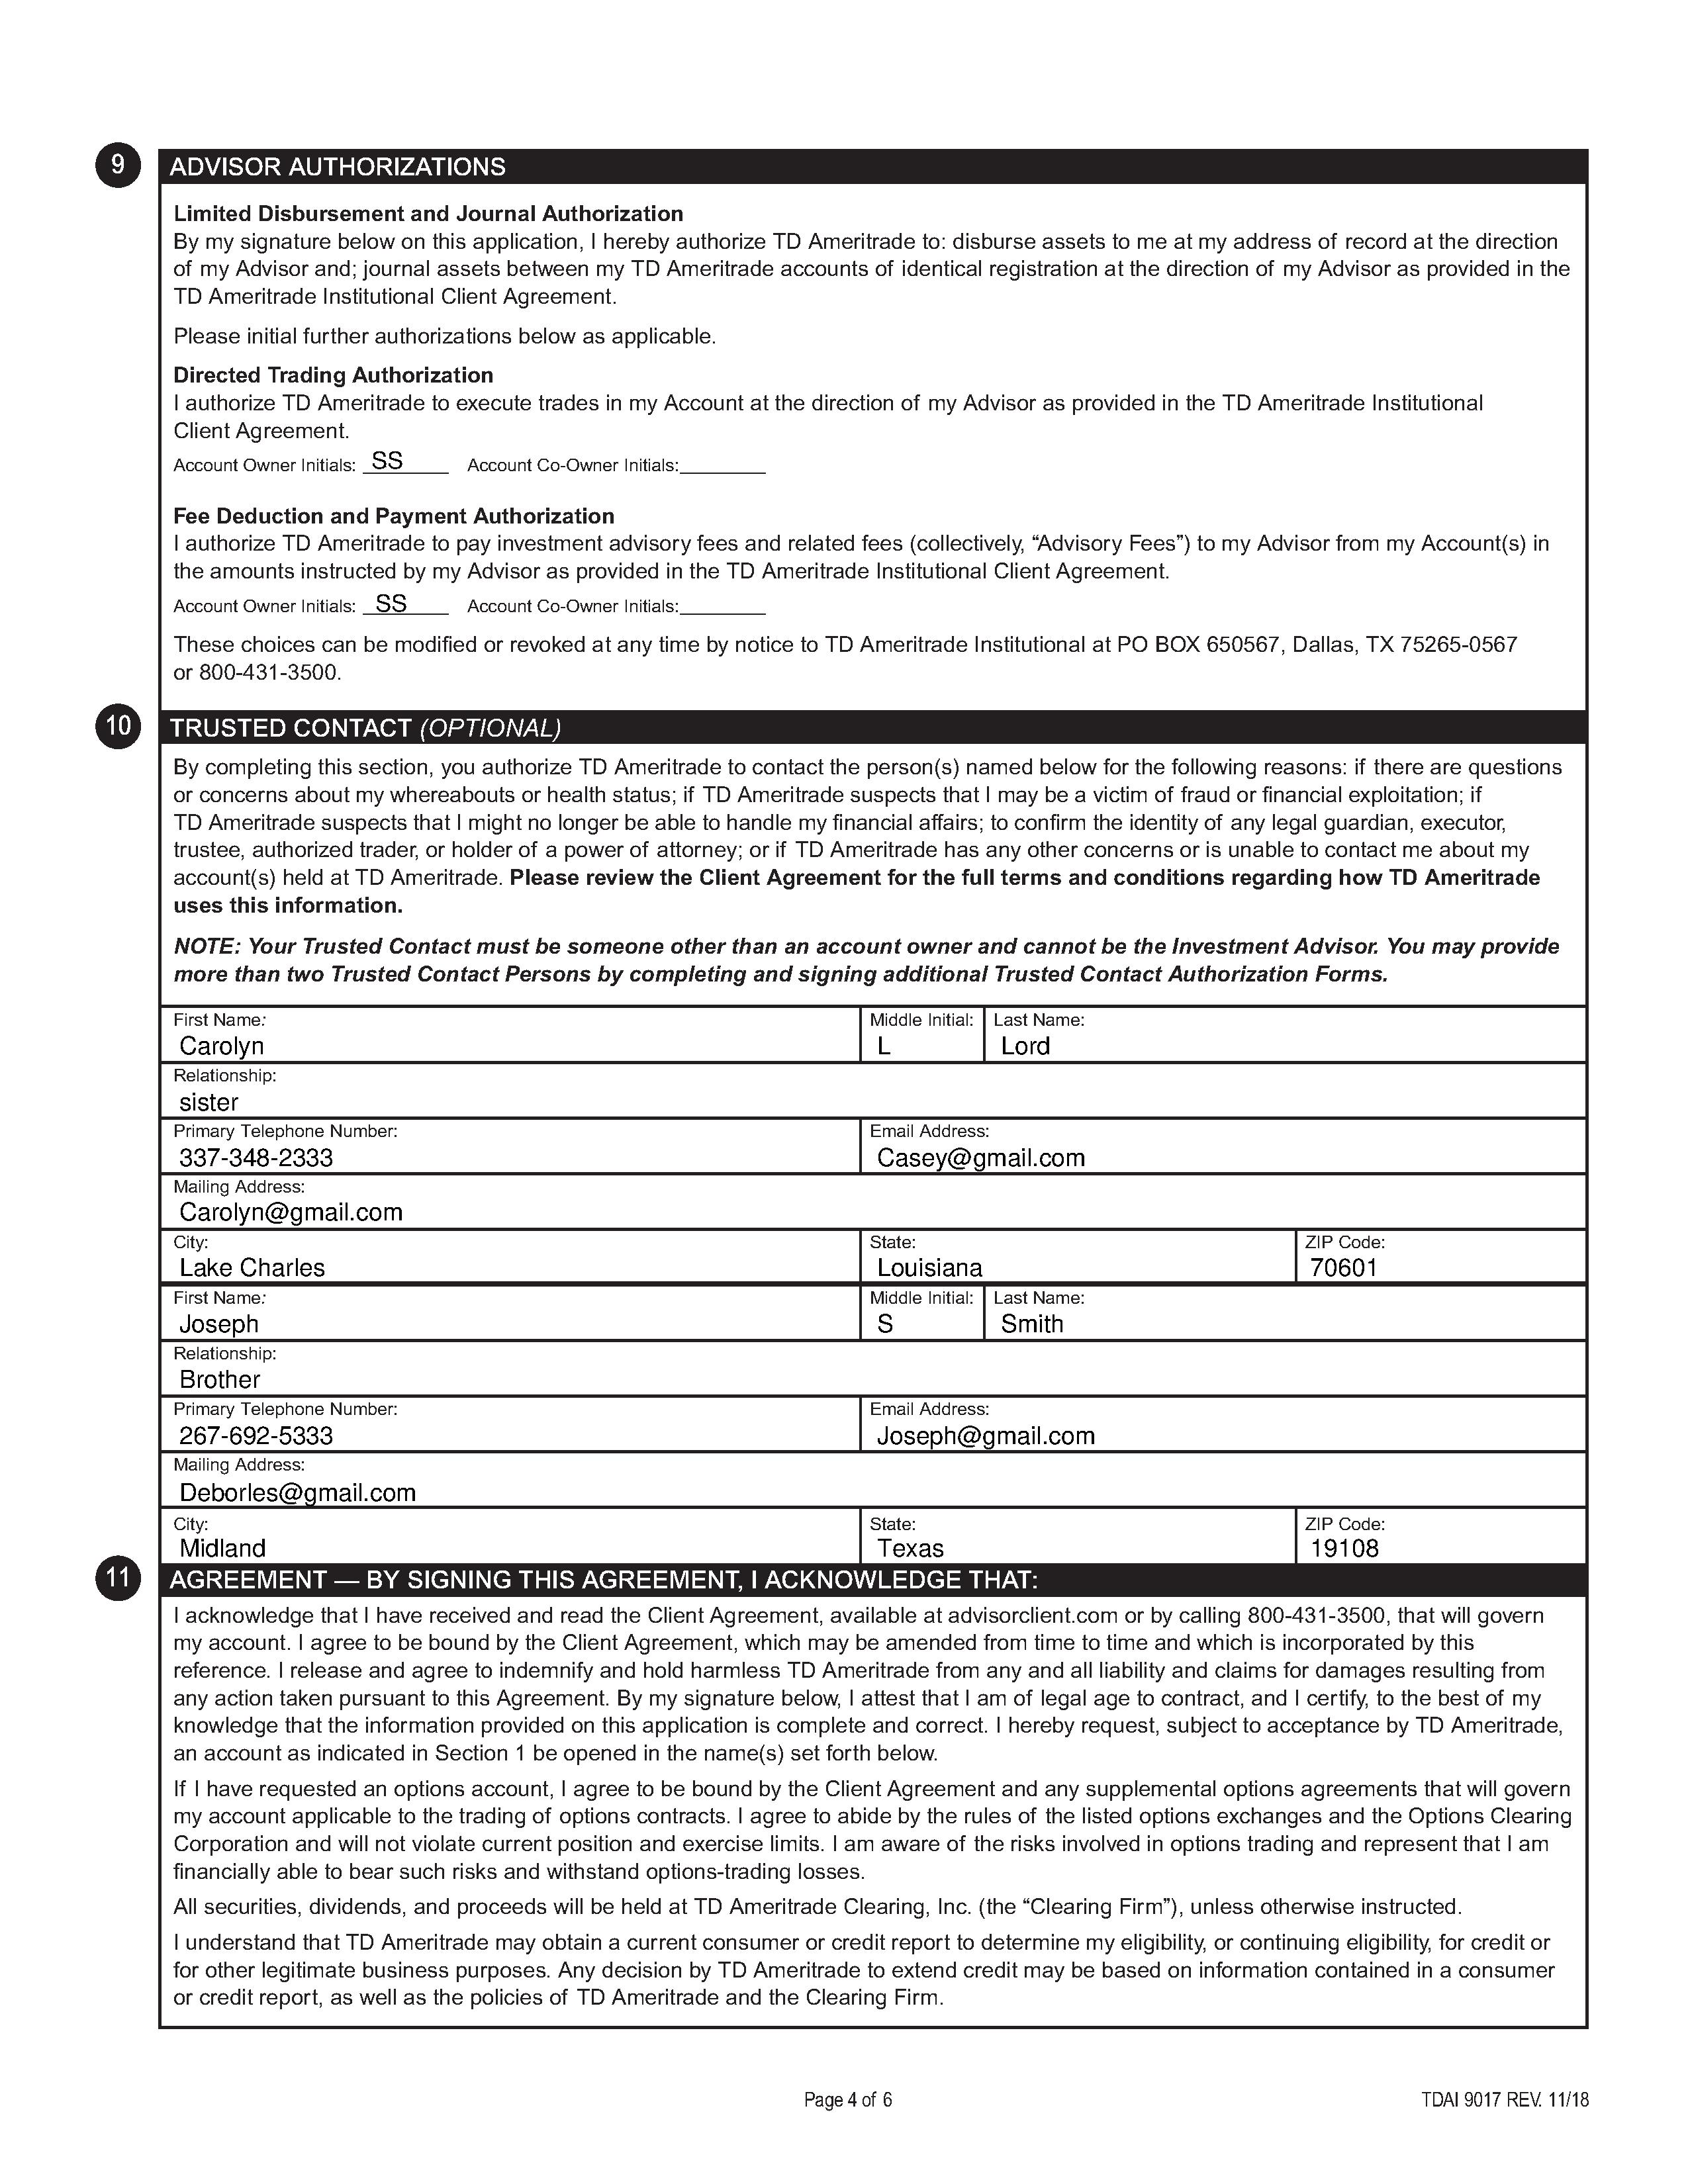 9
ADVISOR AUTHORIZATIONS
Limited Disbursement and Journal Authorization
By my signature below on this application, I hereby authorize TD Ameritrade to: disburse assets to me at my address of record at the direction
of my Advisor and; journal assets between my TD Ameritrade accounts of identical registration at the direction of my Advisor as provided in the
TD Ameritrade Institutional Client Agreement.
Please initial further authorizations below as applicable.
Directed Trading Authorization
I authorize TD Ameritrade to execute trades in my Account at the direction of my Advisor as provided in the TD Ameritrade Institutional
Client Agreement.
Account Owner Initials: SS Account Co-Owner Initials:
Fee Deduction and Payment Authorization
I authorize TD Ameritrade to pay investment advisory fees and related fees (collectively, “Advisory Fees”) to my Advisor from my Account(s) in
the amounts instructed by my Advisor as provided in the TD Ameritrade Institutional Client Agreement.
Account Owner Initials: SS Account Co-Owner Initials:
These choices can be modified or revoked at any time by notice to TD Ameritrade Institutional at PO BOX 650567, Dallas, TX 75265-0567
or 800-431-3500.
10
TRUSTED CONTACT (OPTIONAL)
By completing this section, you authorize TD Ameritrade to contact the person(s) named below for the following reasons: if there are questions
or concerns about my whereabouts or health status; if TD Ameritrade suspects that I may be a victim of fraud or financial exploitation; if
TD Ameritrade suspects that I might no longer be able to handle my financial affairs; to confirm the identity of any legal guardian, executor,
trustee, authorized trader, or holder of a power of attorney; or if TD Ameritrade has any other concerns or is unable to contact me about my
account(s) held at TD Ameritrade. Please review the Client Agreement for the full terms and conditions regarding how TD Ameritrade
uses this information.
NOTE: Your Trusted Contact must be someone other than an account owner and cannot be the Investment Advisor. You may provide
more than two Trusted Contact Persons by completing and signing additional Trusted Contact Authorization Forms.
First Name: Middle Initial: Last Name:
Carolyn L Lord
Relationship:
sister
Primary Telephone Number: Email Address:
337-348-2333 Casey@gmail.com
Mailing Address:
Carolyn@gmail.com
City: State: ZIP Code:
Lake Charles Louisiana 70601
First Name: Middle Initial: Last Name:
Joseph S Smith
Relationship:
Brother
Primary Telephone Number: Email Address:
267-692-5333 Joseph@gmail.com
Mailing Address:
Deborles@gmail.com
City: State: ZIP Code:
Midland Texas 19108
11
AGREEMENT — BY SIGNING THIS AGREEMENT, I ACKNOWLEDGE THAT:
I acknowledge that I have received and read the Client Agreement, available at advisorclient.com or by calling 800-431-3500, that will govern
my account. I agree to be bound by the Client Agreement, which may be amended from time to time and which is incorporated by this
reference. I release and agree to indemnify and hold harmless TD Ameritrade from any and all liability and claims for damages resulting from
any action taken pursuant to this Agreement. By my signature below, I attest that I am of legal age to contract, and I certify, to the best of my
knowledge that the information provided on this application is complete and correct. I hereby request, subject to acceptance by TD Ameritrade,
an account as indicated in Section 1 be opened in the name(s) set forth below.
If I have requested an options account, I agree to be bound by the Client Agreement and any supplemental options agreements that will govern
my account applicable to the trading of options contracts. I agree to abide by the rules of the listed options exchanges and the Options Clearing
Corporation and will not violate current position and exercise limits. I am aware of the risks involved in options trading and represent that I am
financially able to bear such risks and withstand options-trading losses.
All securities, dividends, and proceeds will be held at TD Ameritrade Clearing, Inc. (the “Clearing Firm”), unless otherwise instructed.
I understand that TD Ameritrade may obtain a current consumer or credit report to determine my eligibility, or continuing eligibility, for credit or
for other legitimate business purposes. Any decision by TD Ameritrade to extend credit may be based on information contained in a consumer
or credit report, as well as the policies of TD Ameritrade and the Clearing Firm.
Page 4 of 6 TDAI 9017 REV. 11/18